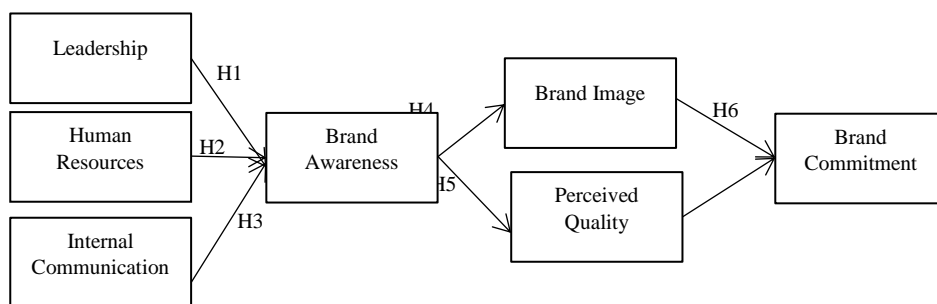 Leadership
H1
Human
Resources
H2
Internal
Communication
H3
Brand
Awareness
H4
H5
Brand Image
Perceived
Quality
H6
Brand
Commitment